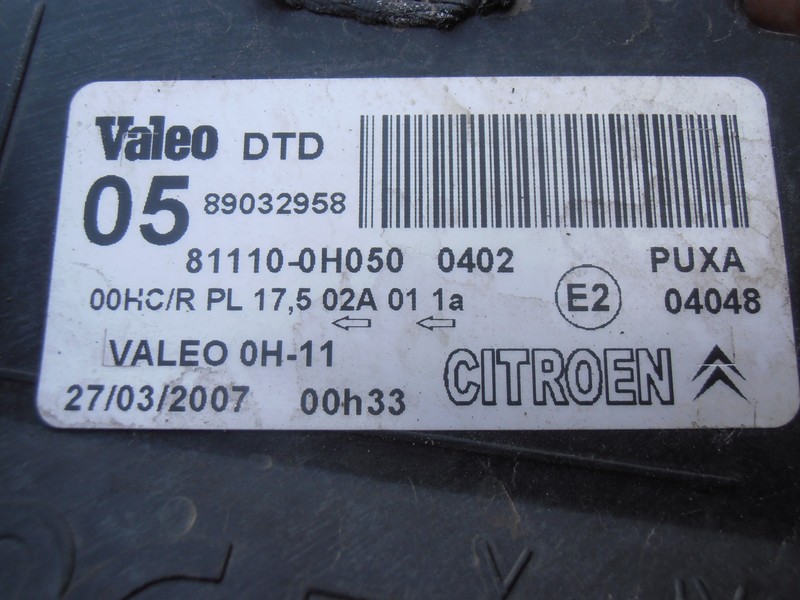 Valeo DTD
05 89032958
81110-0H050 0402 PUXA
00HC/R PL 17,5 02A 01 1a E2 04048
VALEO 0H-11
CITROEN
27/03/2007 00h33